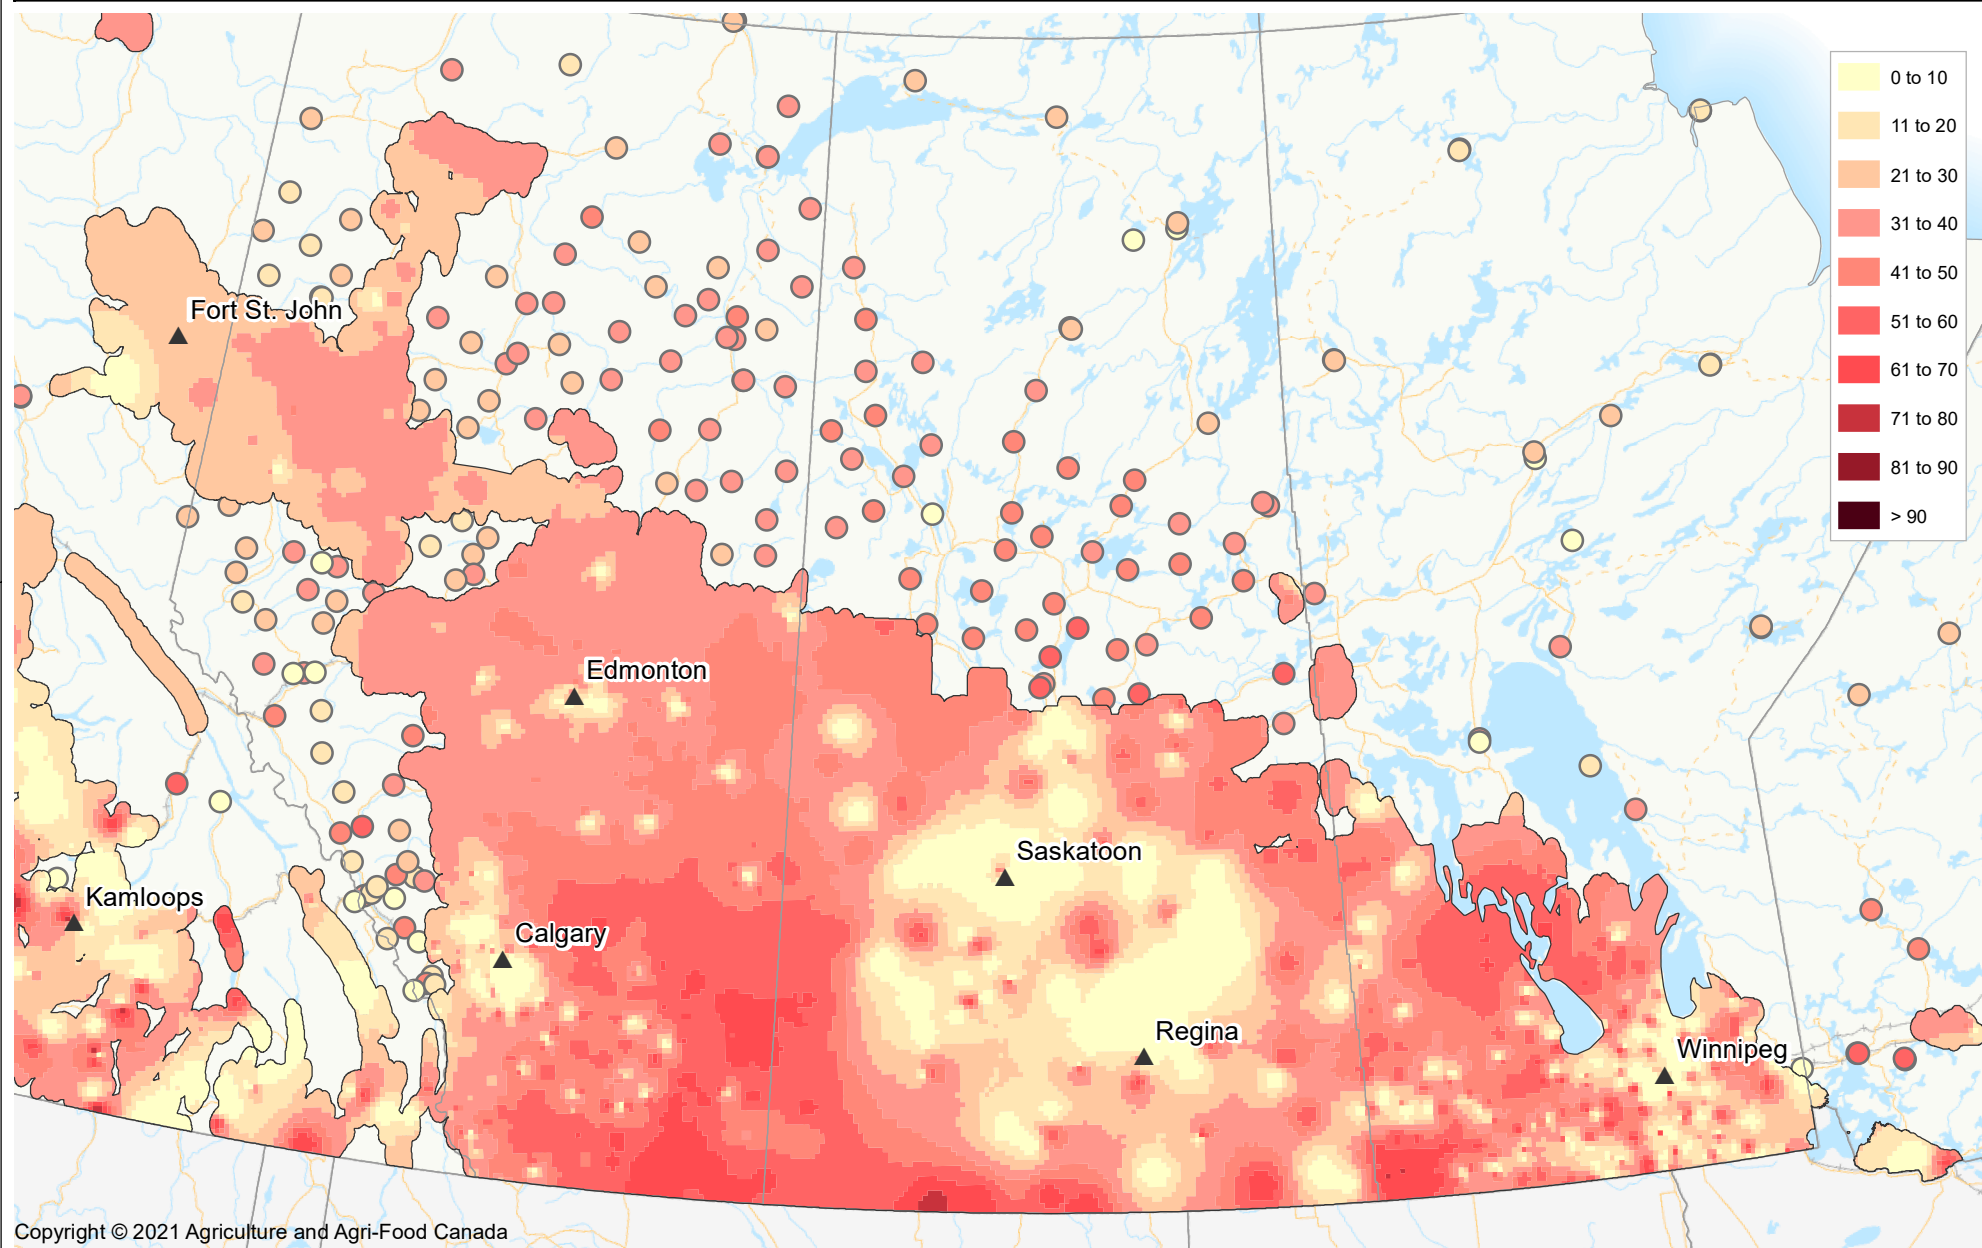 0 to 10
11 to 20
21 to 30
31 to 40
41 to 50
51 to 60
61 to 70
71 to 80
81 to 90
> 90
Fort St. John
Edmonton
Saskatoon
Kamloops
Calgary
Regina
Winnipeg
Copyright © 2021 Agriculture and Agri-Food Canada